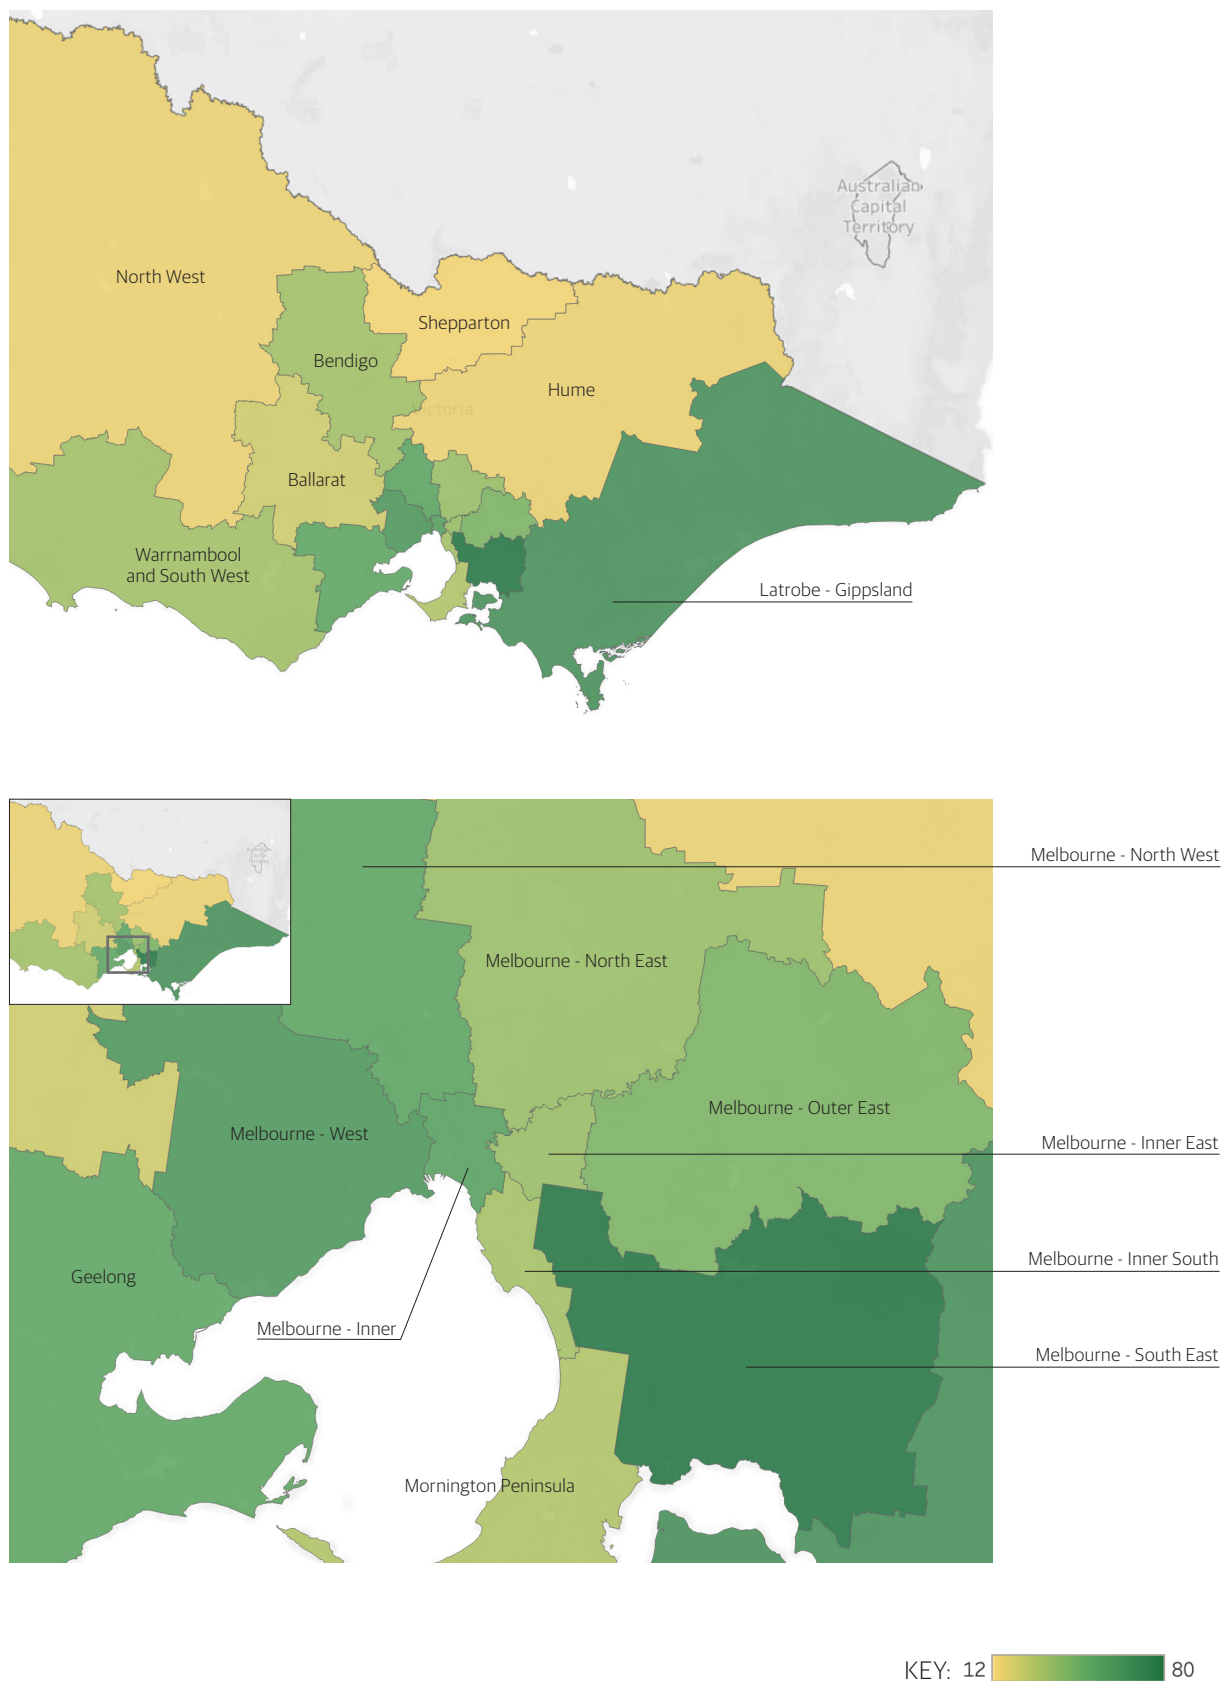 Australian
Capital
Territory
North West
Shepparton
Bendigo
Hume
Victoria
Ballarat
Warrnambool
and South West
Latrobe - Gippsland
Melbourne - North West
Melbourne - North East
Melbourne - Outer East
Melbourne - West
Melbourne - Inner East
Melbourne - Inner South
Geelong
Melbourne - Inner
Melbourne - South East
Mornington Peninsula
KEY: 12 80